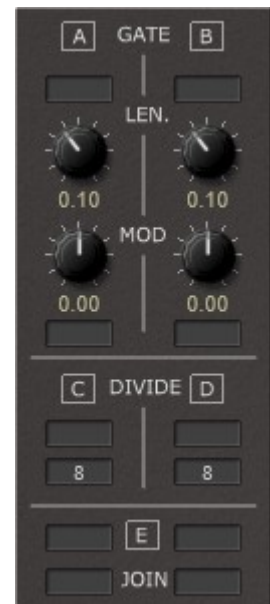 A GATE B
LEN.
0.10 0.10
MOD
0.00 0.00
C DIVIDE D
8 8
E
JOIN